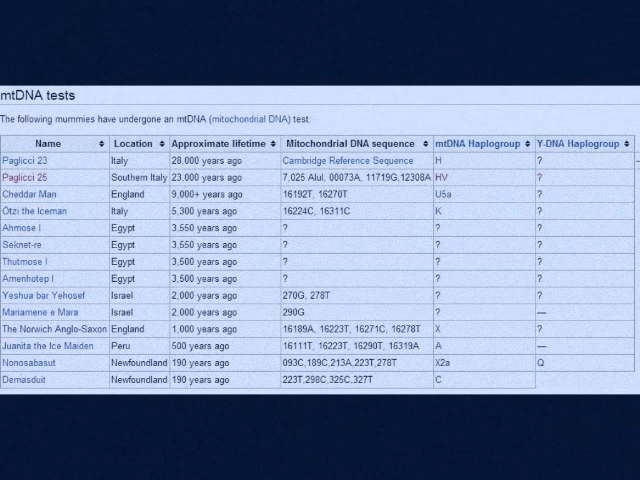 mtDNA tests
The following mummies have undergone an mtDNA (mitochondrial DNA) test:
Name Location Approximate lifetime Mitochondrial DNA sequence mtDNA Haplogroup Y-DNA Haplogroup
Paglicci 23 Italy 28,000 years ago Cambridge Reference Sequence H ?
Paglicci 25 Southern Italy 23,000 years ago 7,025 AluI, 00073A, 11719G,12308A HV ?
Cheddar Man England 9,000+ years ago 16192T, 16270T U5a ?
Ötzi the Iceman Italy 5,300 years ago 16224C, 16311C K ?
Ahmose I Egypt 3,550 years ago ? ? ?
Seknet-re Egypt 3,550 years ago ? ? ?
Thutmose I Egypt 3,500 years ago ? ? ?
Amenhotep I Egypt 3,500 years ago ? ? ?
Yeshua bar Yehosef Israel 2,000 years ago 270G, 278T ? ?
Mariamene e Mara Israel 2,000 years ago 290G ? —
The Norwich Anglo-Saxon England 1,000 years ago 16189A, 16223T, 16271C, 16278T X ?
Juanita the Ice Maiden Peru 500 years ago 16111T, 16223T, 16290T, 16319A A —
Nonosabasut Newfoundland 190 years ago 093C,189C,213A,223T,278T X2a Q
Demasduit Newfoundland 190 years ago 223T,298C,325C,327T C